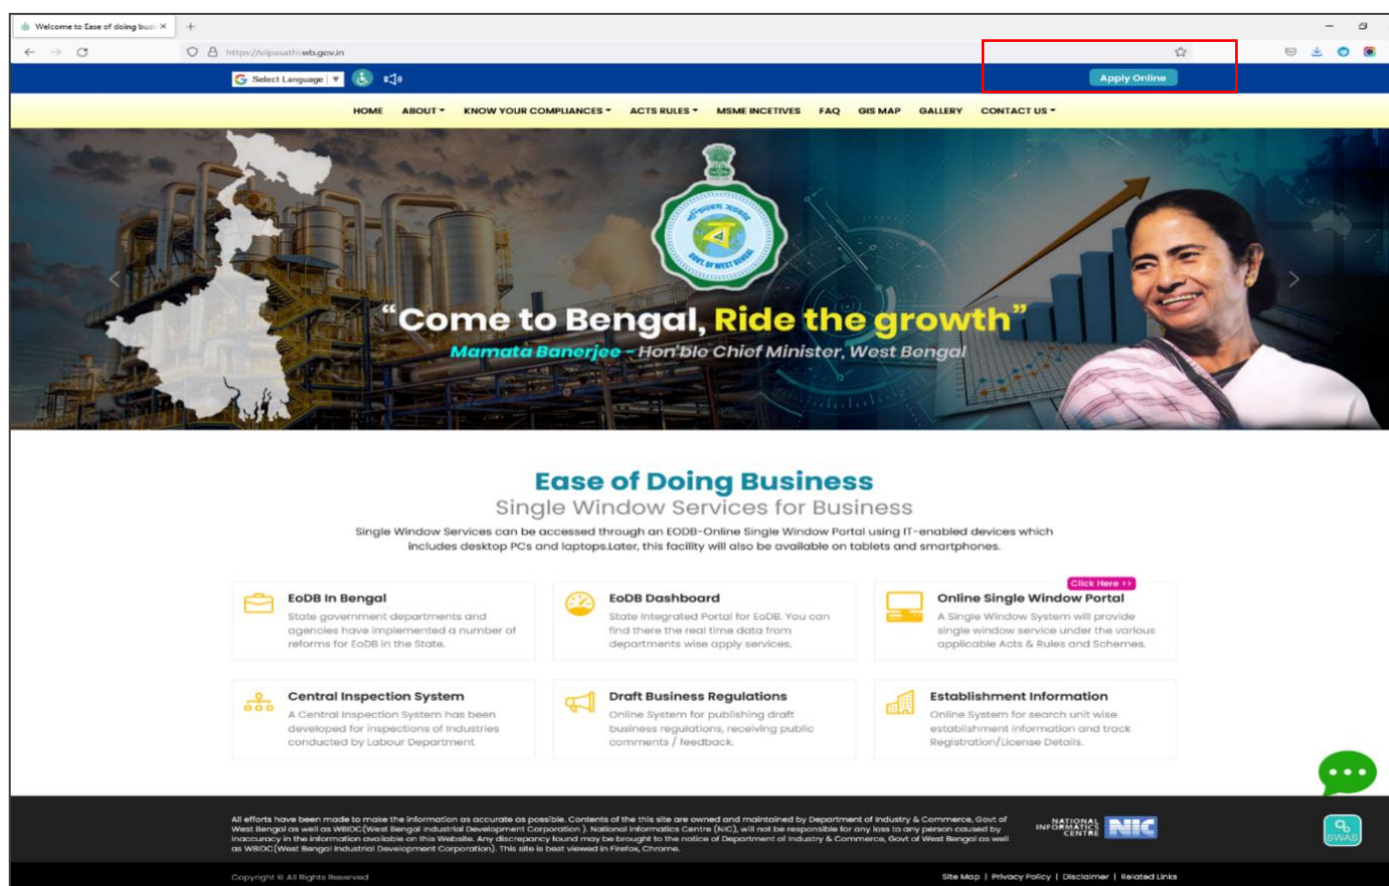 Welcome to Ease of doing busi
https://silpasathi.wb.gov.in
Select Language
Apply Online
HOME ABOUT KNOW YOUR COMPLIANCES ACTS RULES MSME INCETIVES FAQ GIS MAP GALLERY CONTACT US
পশ্চিমবঙ্গ সরকার
ব
GOVT. OF WEST BENGAL
“Come to Bengal, Ride the growth”
Mamata Banerjee - Hon'ble Chief Minister, West Bengal
Ease of Doing Business
Single Window Services for Business
Single Window Services can be accessed through an EODB-Online Single Window Portal using IT-enabled devices which
includes desktop PCs and laptops.Later, this facility will also be available on tablets and smartphones.
EoDB In Bengal
State government departments and
agencies have implemented a number of
reforms for EoDB in the State.
EoDB Dashboard
State Integrated Portal for EoDB. You can
find there the real time data from
departments wise apply services.
Click Here >>
Online Single Window Portal
A Single Window System will provide
single window service under the various
applicable Acts & Rules and Schemes.
Central Inspection System
A Central Inspection System has been
developed for inspections of Industries
conducted by Labour Department
Draft Business Regulations
Online System for publishing draft
business regulations, receiving public
comments / feedback.
Establishment Information
Online System for search unit wise
establishment information and track
Registration/License Details.
All efforts have been made to make the information as accurate as possible. Contents of the this site are owned and maintained by Department of Industry & Commerce, Govt of
West Bengal as well as WBIDC(West Bengal Industrial Development Corporation ). National Informatics Centre (NIC), will not be responsible for any loss to any person caused by
inaccuracy in the information available on this Website. Any discrepancy found may be brought to the notice of Department of Industry & Commerce, Govt of West Bengal as well
as WBIDC(West Bengal Industrial Development Corporation). This site is best viewed in Firefox, Chrome.
NATIONAL
INFORMATICS
CENTRE
NIC
SWAS
Copyright © All Rights Reserved
Site Map | Privacy Policy | Disclaimer | Related Links